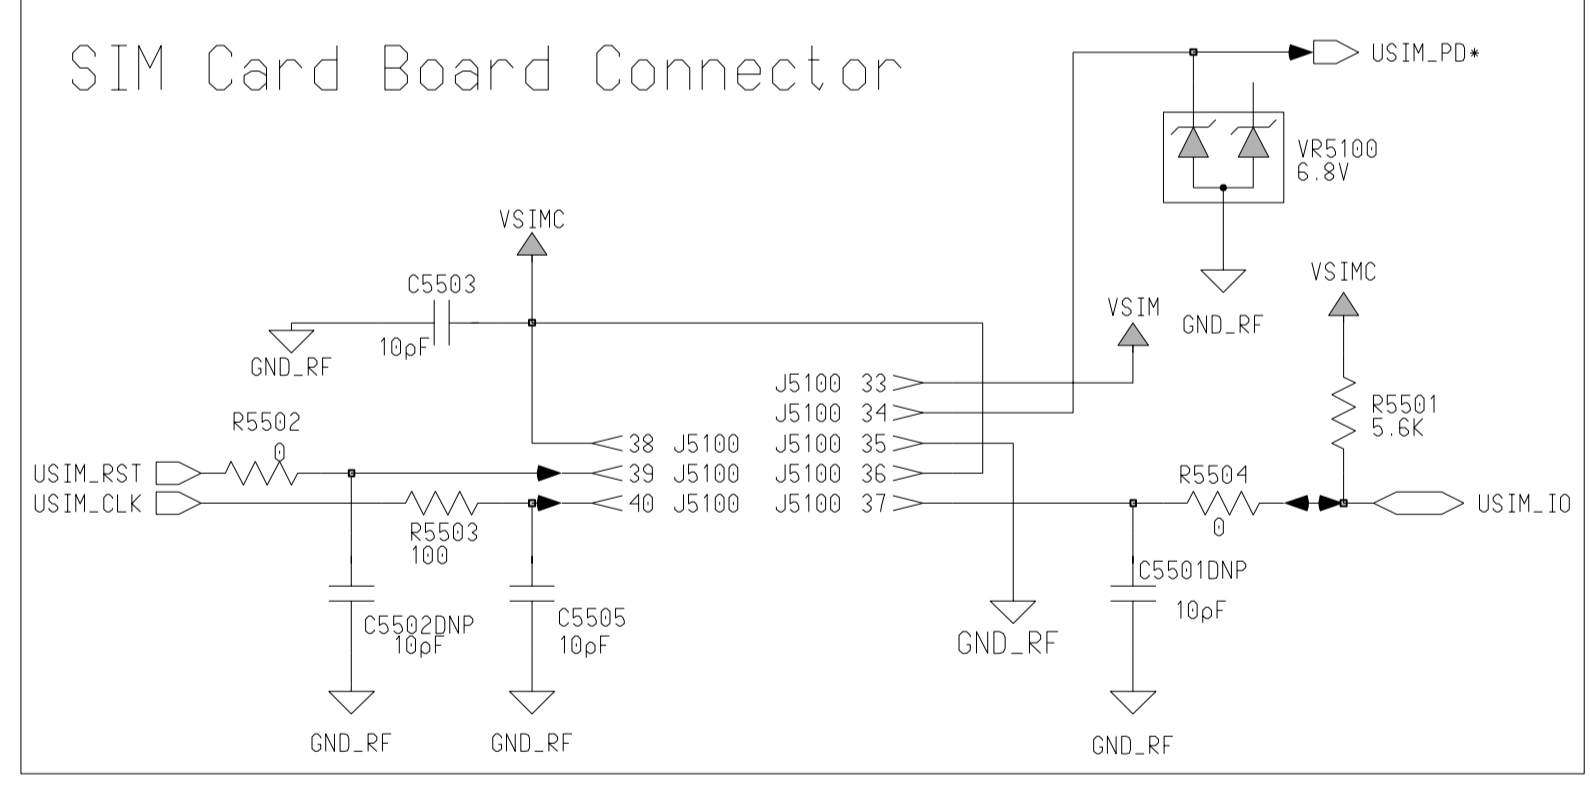 SIM Card Board Connector
USIM_PD*
VR5100
6.8V
GND_RF
VSIMC
C5503
10pF
GND_RF
VSIM
VSIMC
R5501
5.6K
J5100 33
J5100 34
38 J5100 J5100 35
39 J5100 J5100 36
40 J5100 J5100 37
R5502
0
USIM_RST
USIM_CLK
R5503
100
R5504
0
USIM_IO
C5502DNP
10pF
C5505
10pF
C5501DNP
10pF
GND_RF
GND_RF
GND_RF
GND_RF